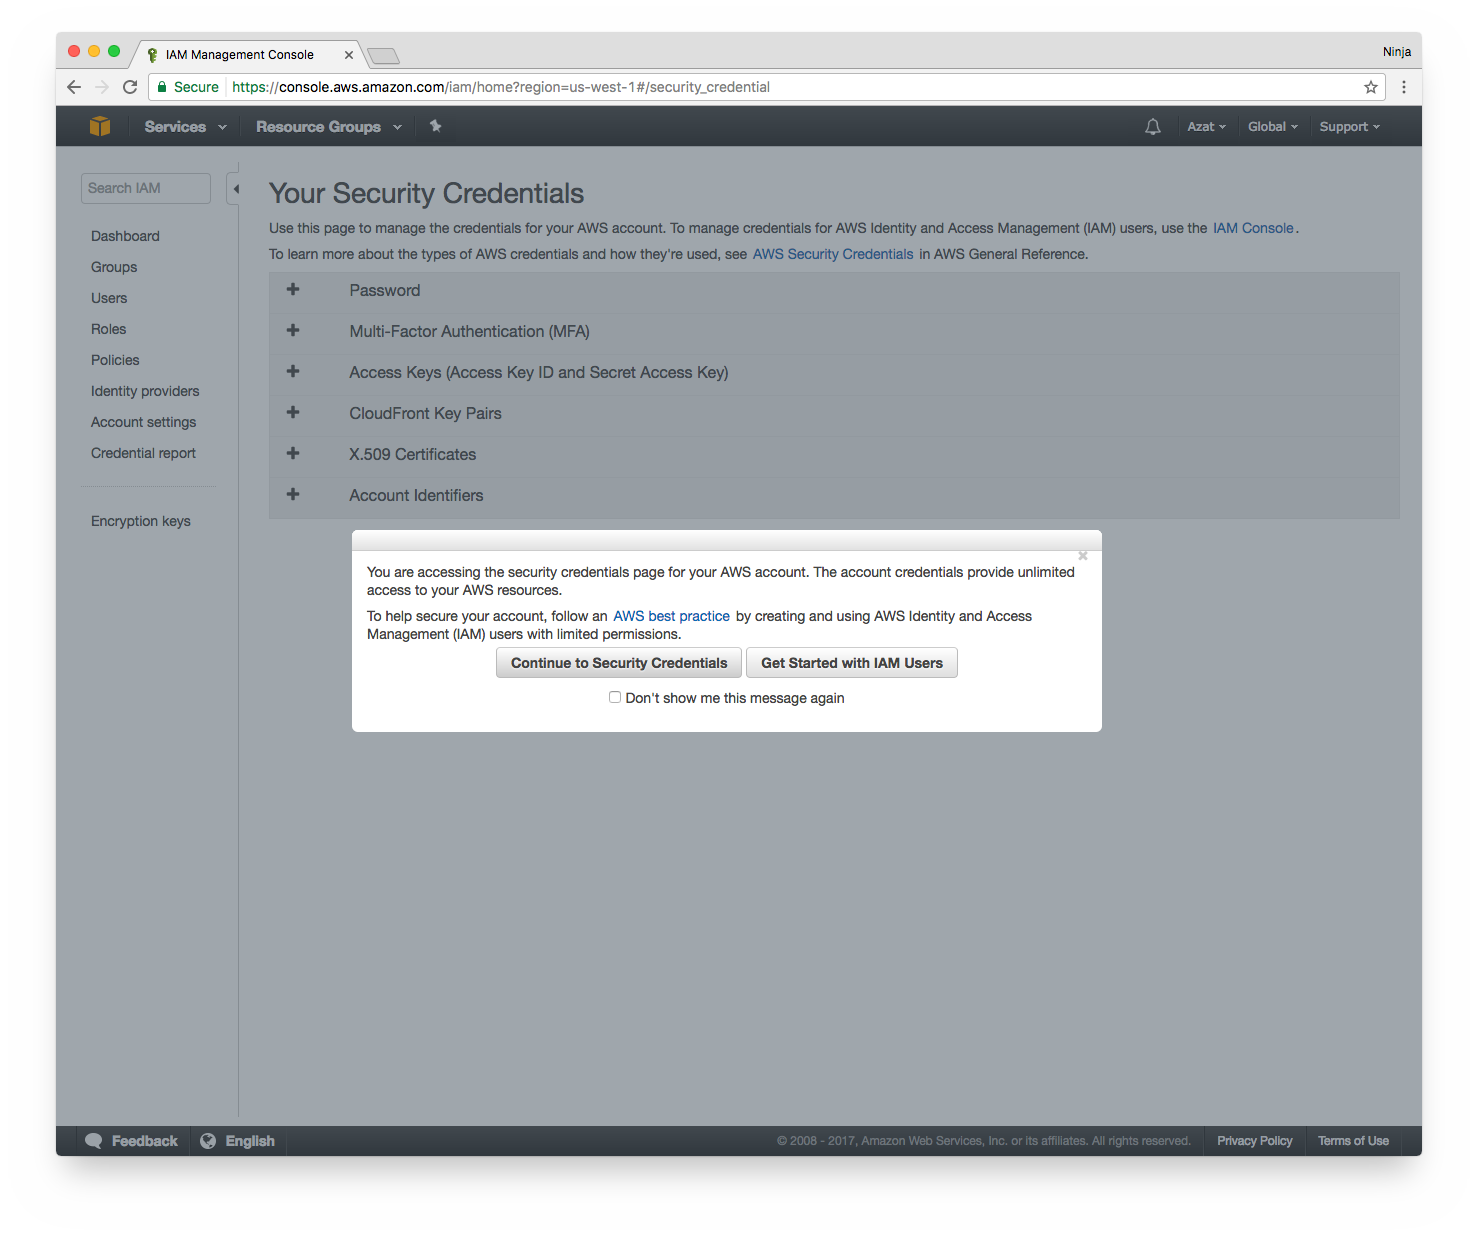 IAM Management Console
Ninja
Secure https://console.aws.amazon.com/iam/home?region=us-west-1#/security_credential
Services Resource Groups Azat Global Support
Search IAM
Dashboard
Groups
Users
Roles
Policies
Identity providers
Account settings
Credential report
Encryption keys
Your Security Credentials
Use this page to manage the credentials for your AWS account. To manage credentials for AWS Identity and Access Management (IAM) users, use the IAM Console.
To learn more about the types of AWS credentials and how they're used, see AWS Security Credentials in AWS General Reference.
Password
Multi-Factor Authentication (MFA)
Access Keys (Access Key ID and Secret Access Key)
CloudFront Key Pairs
X.509 Certificates
Account Identifiers
You are accessing the security credentials page for your AWS account. The account credentials provide unlimited
access to your AWS resources.
To help secure your account, follow an AWS best practice by creating and using AWS Identity and Access
Management (IAM) users with limited permissions.
Continue to Security Credentials Get Started with IAM Users
Don't show me this message again
Feedback English © 2008 - 2017, Amazon Web Services, Inc. or its affiliates. All rights reserved. Privacy Policy Terms of Use